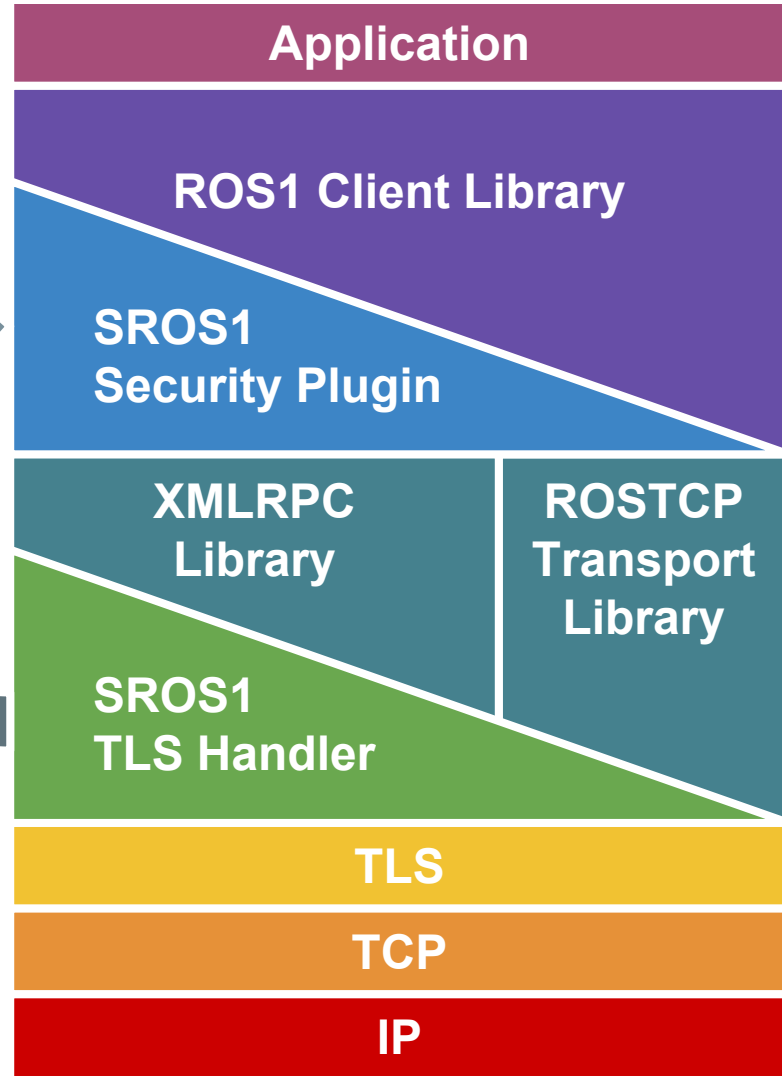 Application
ROS1 Client Library
SROS1
Security Plugin
XMLRPC
Library
ROSTCP
Transport
Library
SROS1
TLS Handler
TLS
TCP
IP